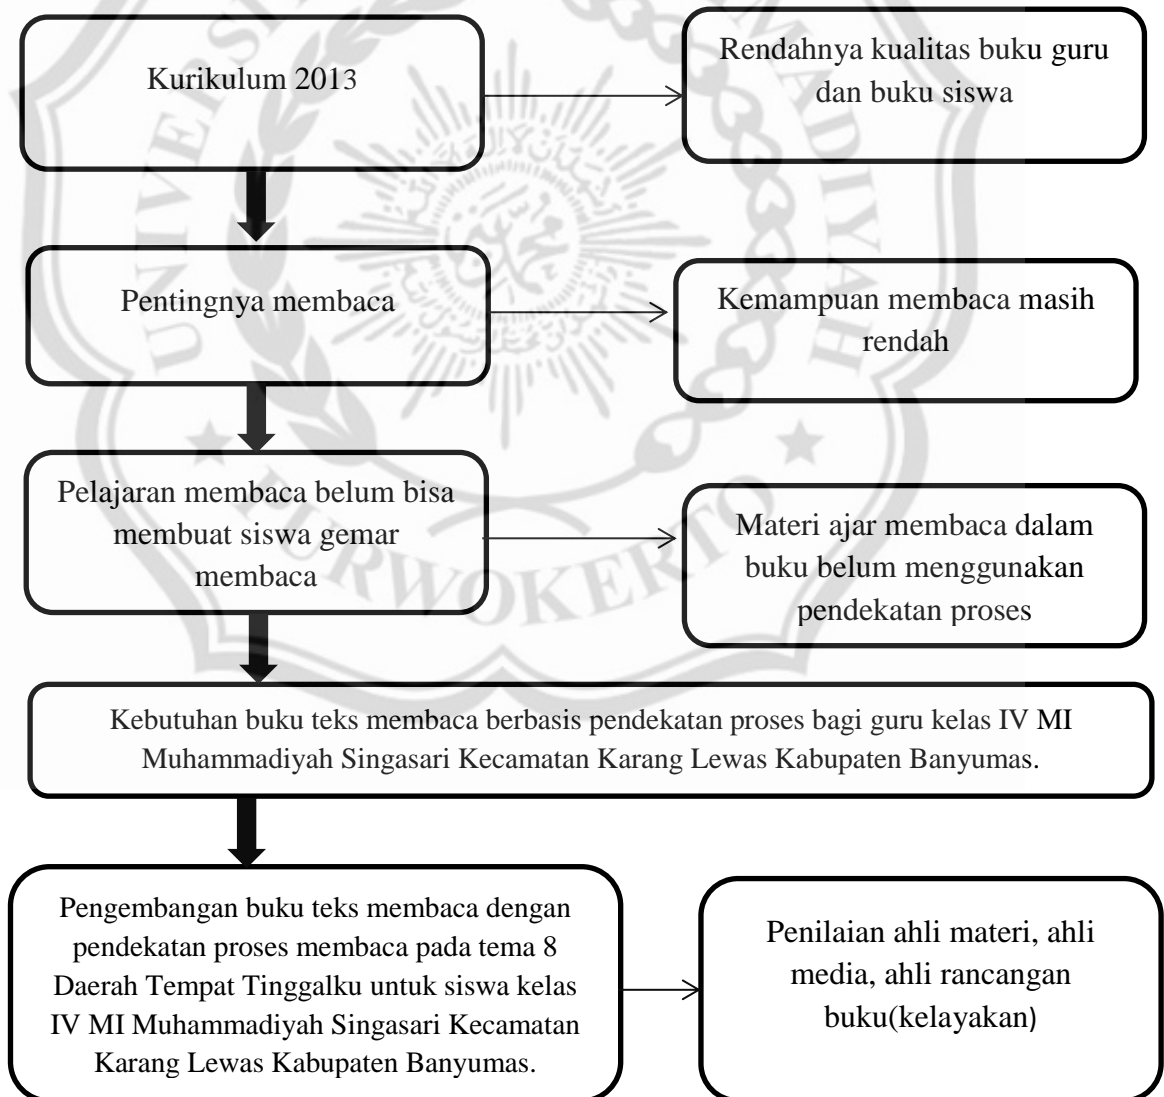 Kurikulum 2013
Rendahnya kualitas buku guru
dan buku siswa
Pentingnya membaca
Kemampuan membaca masih
rendah
Pelajaran membaca belum bisa
membuat siswa gemar
membaca
Materi ajar membaca dalam
buku belum menggunakan
pendekatan proses
Kebutuhan buku teks membaca berbasis pendekatan proses bagi guru kelas IV MI
Muhammadiyah Singasari Kecamatan Karang Lewas Kabupaten Banyumas.
Pengembangan buku teks membaca dengan
pendekatan proses membaca pada tema 8
Daerah Tempat Tinggalku untuk siswa kelas
IV MI Muhammadiyah Singasari Kecamatan
Karang Lewas Kabupaten Banyumas.
Penilaian ahli materi, ahli
media, ahli rancangan
buku(kelayakan)
PURWOKERTO